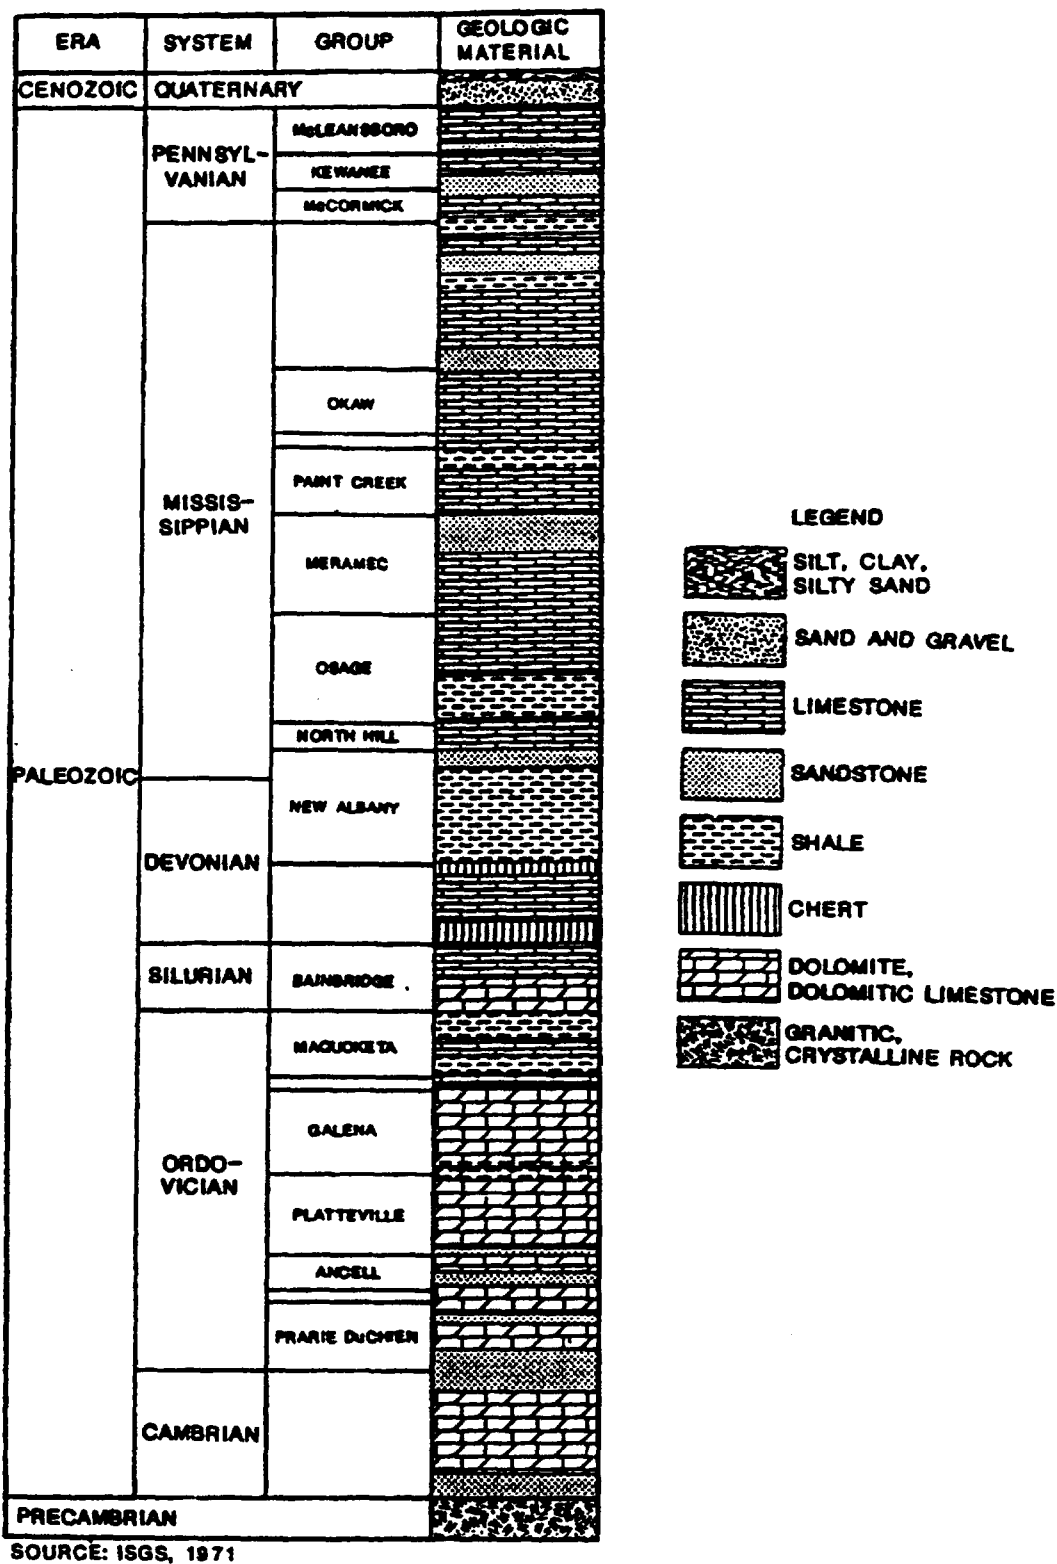 ERA
SYSTEM
GROUP
GEOLOGIC
MATERIAL
CENOZOIC
QUATERNARY
PALEOZOIC
PENNSYL-
VANIAN
McLEANSBORO
KEWANEE
McCORMICK
MISSIS-
SIPPIAN
OKAW
PAINT CREEK
MERAMEC
OSAGE
NORTH HILL
DEVONIAN
NEW ALBANY
SILURIAN
BAINBRIDGE
ORDO-
VICIAN
MAQUOKETA
GALENA
PLATTEVILLE
ANCELL
PRARIE DuCHIEN
CAMBRIAN
PRECAMBRIAN
SOURCE: ISGS, 1971
LEGEND
SILT, CLAY,
SILTY SAND
SAND AND GRAVEL
LIMESTONE
SANDSTONE
SHALE
CHERT
DOLOMITE,
DOLOMITIC LIMESTONE
GRANITIC,
CRYSTALLINE ROCK